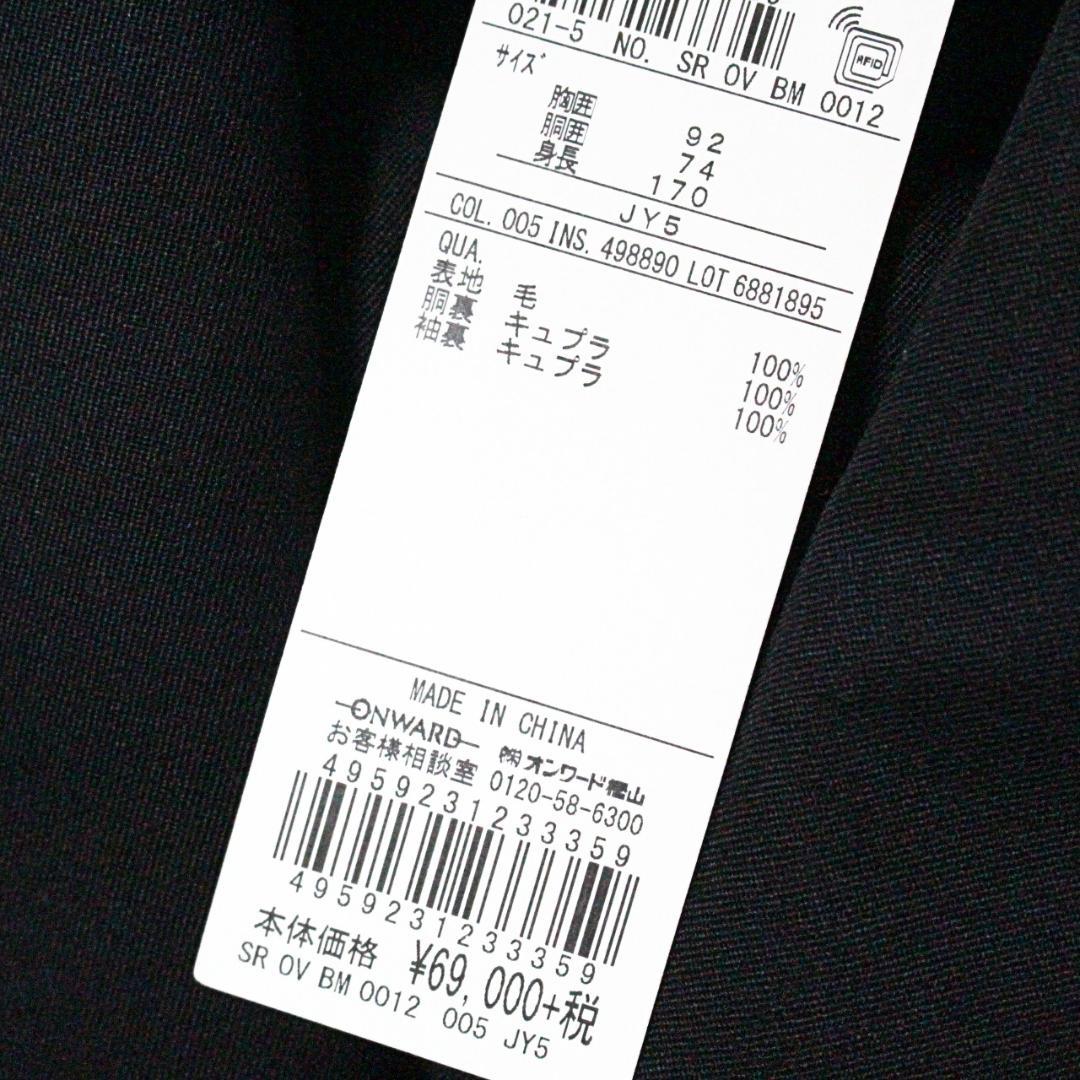 021-5 NO. SR OV BM 0012
RFID
サイズ
胸囲 92
胴囲 74
身長 170
JY5
COL. 005 INS. 498890 LOT 6881895
QUA.
表地 毛 100%
胴裏 キュプラ 100%
袖裏 キュプラ 100%
MADE IN CHINA
ONWARD ㈱オンワード樫山
お客様相談室 0120-58-6300
4959231233359
4959231233359
本体価格 ¥69,000+税
SR OV BM 0012 005 JY5